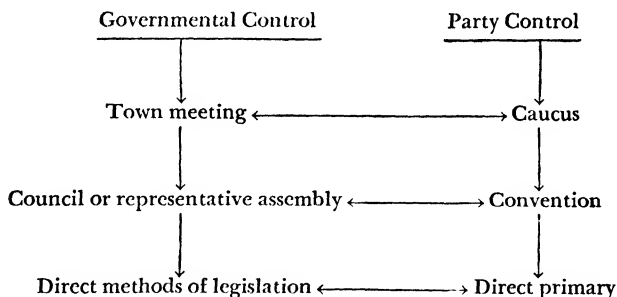 Governmental Control Party Control
Town meeting Caucus
Council or representative assembly Convention
Direct methods of legislation Direct primary